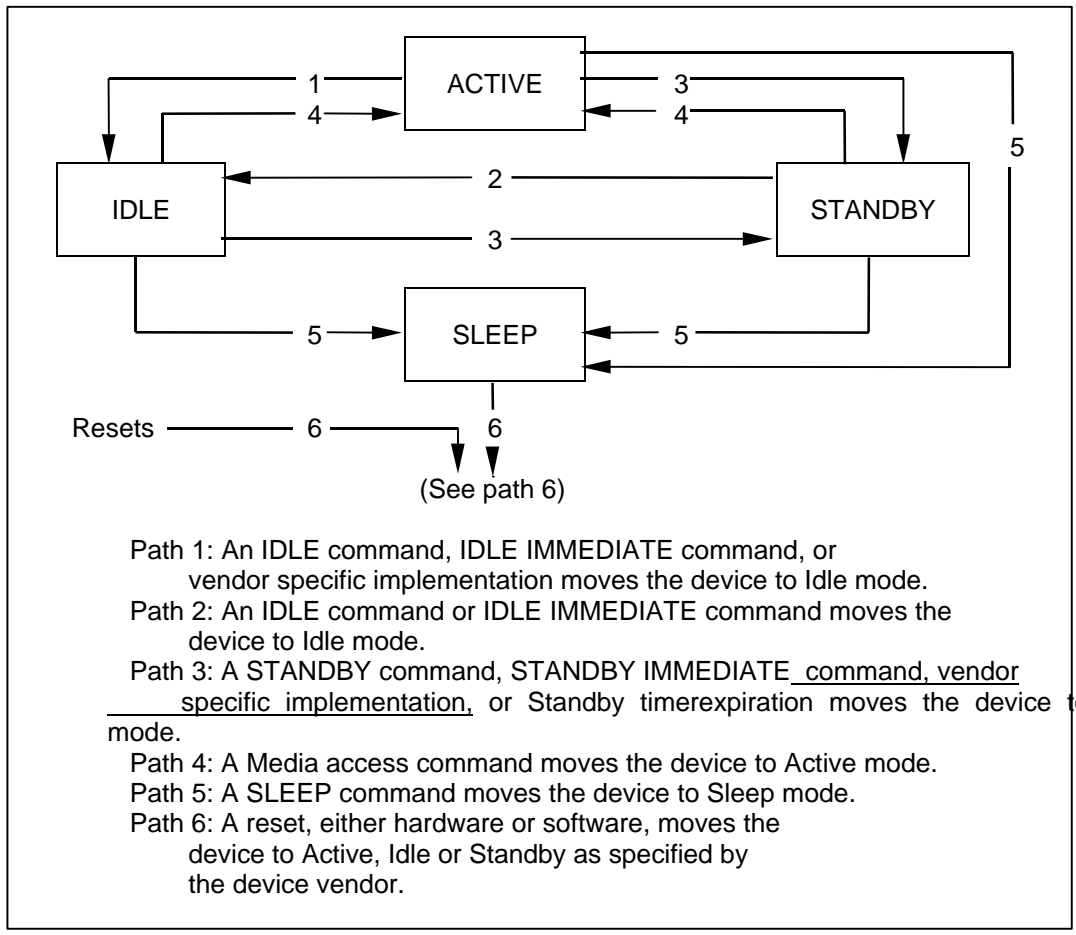 ACTIVE
1
3
4
4
5
2
IDLE
STANDBY
3
5
SLEEP
5
Resets
6
6
(See path 6)
Path 1: An IDLE command, IDLE IMMEDIATE command, or
vendor specific implementation moves the device to Idle mode.
Path 2: An IDLE command or IDLE IMMEDIATE command moves the
device to Idle mode.
Path 3: A STANDBY command, STANDBY IMMEDIATE command, vendor
specific implementation, or Standby timerexpiration moves the device t
mode.
Path 4: A Media access command moves the device to Active mode.
Path 5: A SLEEP command moves the device to Sleep mode.
Path 6: A reset, either hardware or software, moves the
device to Active, Idle or Standby as specified by
the device vendor.